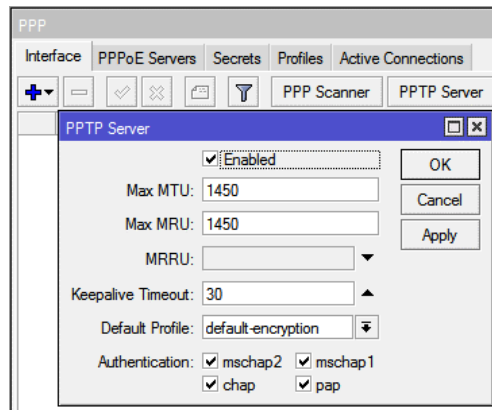 PPP
Interface PPPoE Servers Secrets Profiles Active Connections
PPP Scanner PPTP Server
PPTP Server
Enabled
OK
Max MTU: 1450
Cancel
Max MRU: 1450
Apply
MRRU:
Keepalive Timeout: 30
Default Profile: default-encryption
Authentication: mschap2 mschap1
chap pap